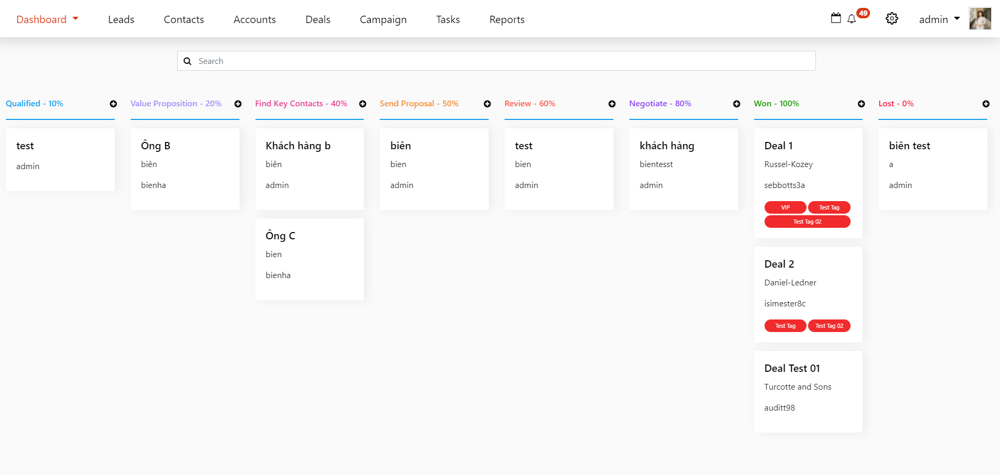 Dashboard Leads Contacts Accounts Deals Campaign Tasks Reports 49 admin
Search
Qualified - 10%
test
admin
Value Proposition - 20%
Ông B
biên
bienha
Find Key Contacts - 40%
Khách hàng b
biên
admin
Ông C
bien
bienha
Send Proposal - 50%
biên
bien
admin
Review - 60%
test
bien
admin
Negotiate - 80%
khách hàng
bientesst
admin
Won - 100%
Deal 1
Russel-Kozey
sebbotts3a
VIP Test Tag
Test Tag 02
Deal 2
Daniel-Ledner
isimester8c
Test Tag Test Tag 02
Deal Test 01
Turcotte and Sons
auditt98
Lost - 0%
biên test
a
admin